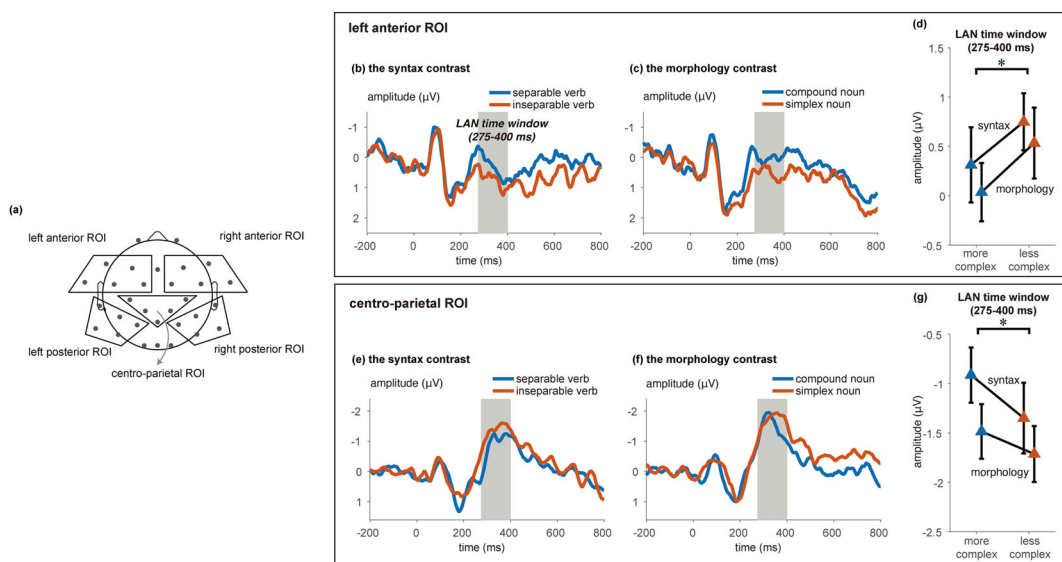 (a)
left anterior ROI
right anterior ROI
left posterior ROI
right posterior ROI
centro-parietal ROI
left anterior ROI
(b) the syntax contrast
amplitude (μV)
separable verb
inseparable verb
LAN time window
(275-400 ms)
-1
0
1
2
-200 0 200 400 600 800
time (ms)
(c) the morphology contrast
amplitude (μV)
compound noun
simplex noun
-1
0
1
2
-200 0 200 400 600 800
time (ms)
(d)
LAN time window
(275-400 ms)
*
1.5
1
0.5
0
-0.5
amplitude (μV)
syntax
morphology
more complex
less complex
centro-parietal ROI
(e) the syntax contrast
amplitude (μV)
separable verb
inseparable verb
-2
-1
0
1
-200 0 200 400 600 800
time (ms)
(f) the morphology contrast
amplitude (μV)
compound noun
simplex noun
-2
-1
0
1
-200 0 200 400 600 800
time (ms)
(g)
LAN time window
(275-400 ms)
*
-0.5
-1
-1.5
-2
-2.5
amplitude (μV)
syntax
morphology
more complex
less complex